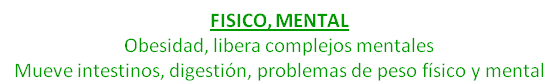 FISICO, MENTAL
Obesidad, libera complejos mentales
Mueve intestinos, digestión, problemas de peso físico y mental